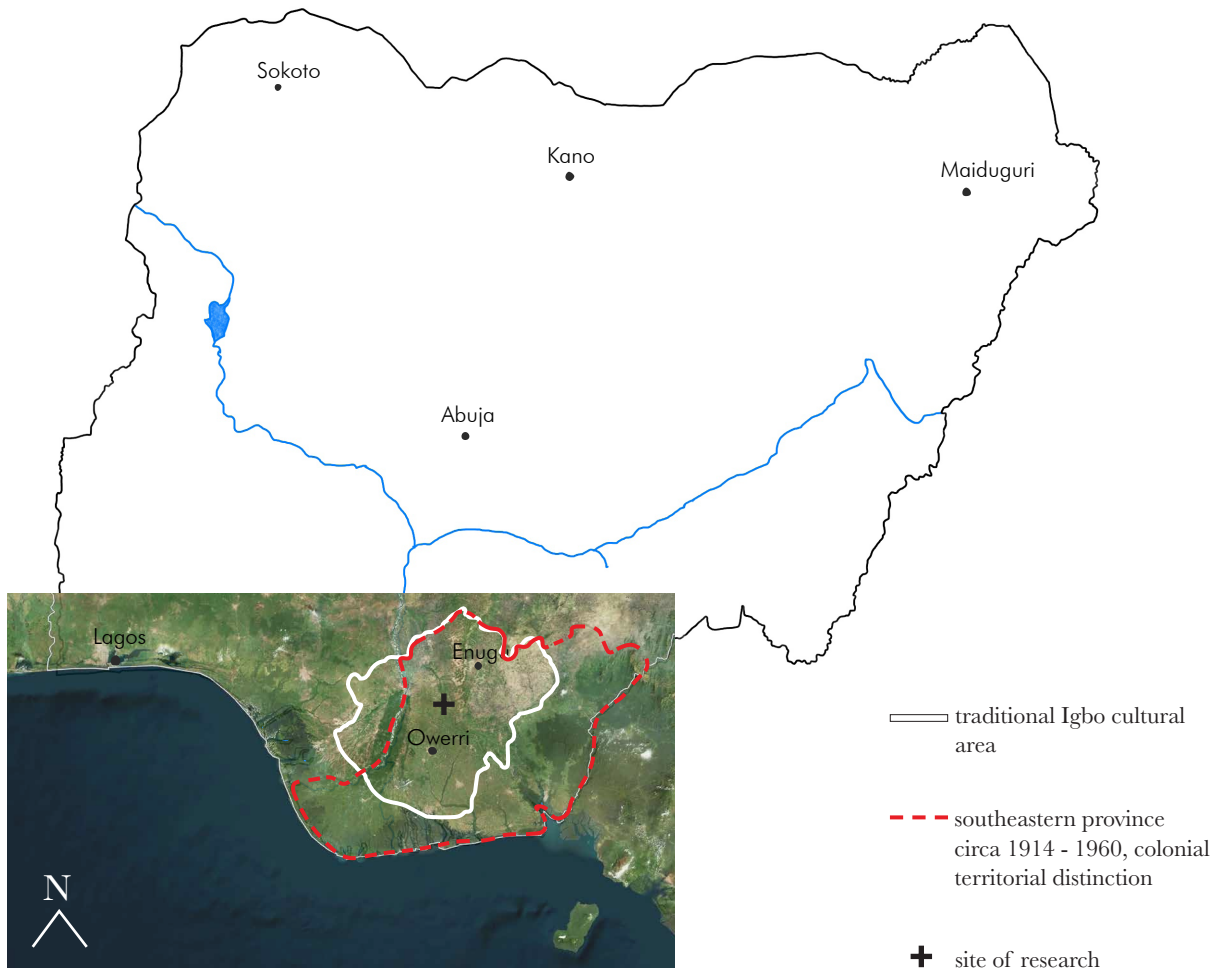 Sokoto
Kano
Maiduguri
Abuja
Lagos
Enugu
Owerri
traditional Igbo cultural
area
southeastern province
circa 1914 - 1960, colonial
territorial distinction
N
site of research